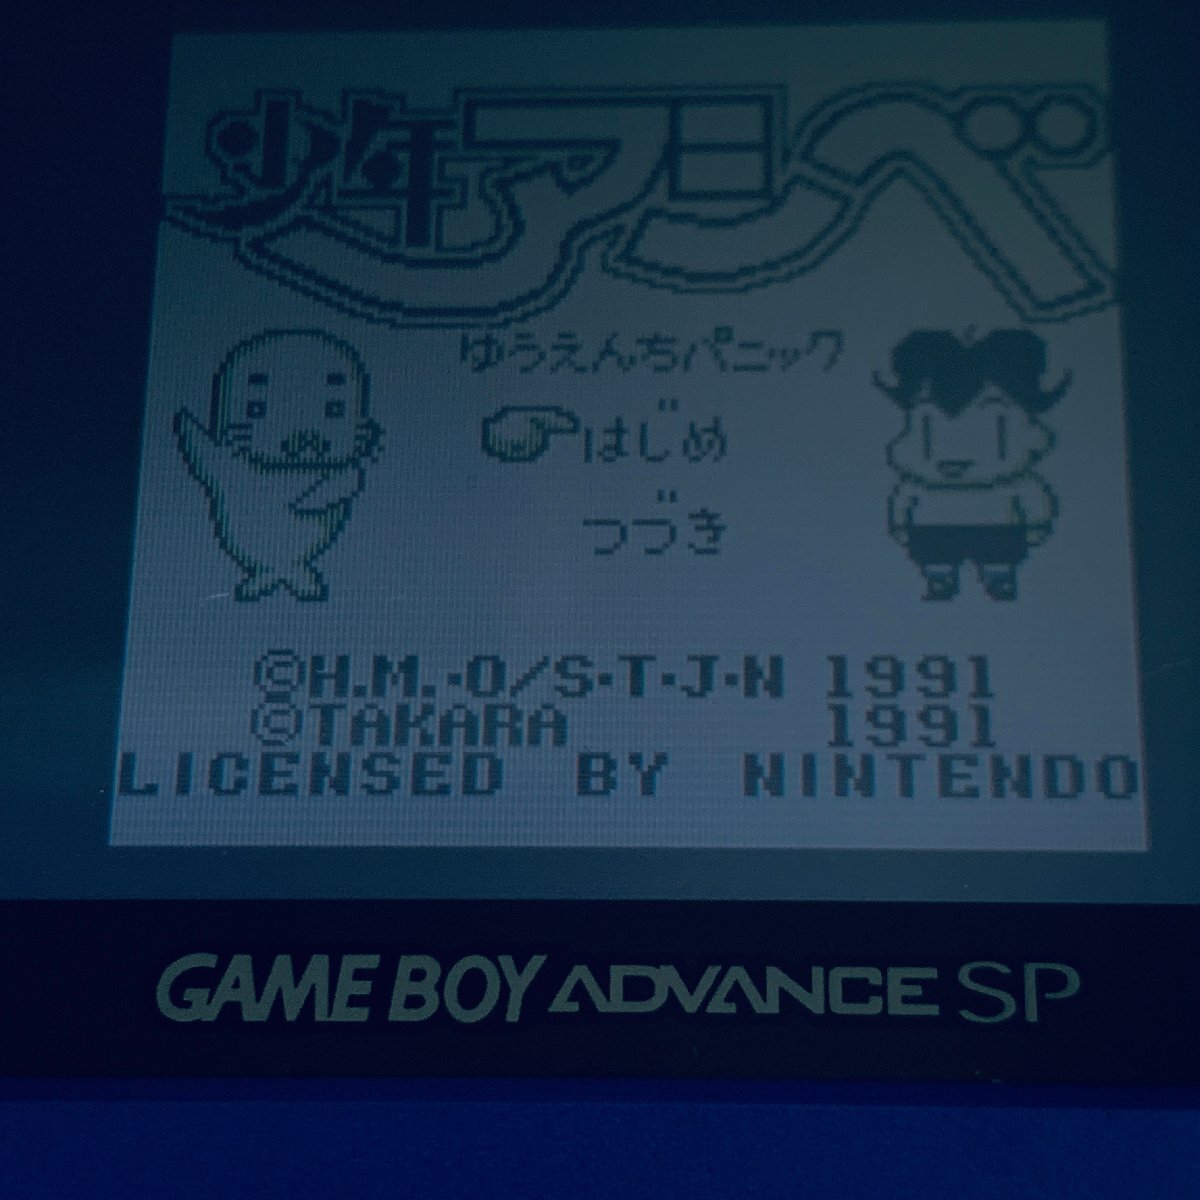 少年アシベ
ゆうえんちパニック
はじめ
つづき
©H.M.·O/S·T·J·N 1991
©TAKARA 1991
LICENSED BY NINTENDO
GAME BOY ADVANCE SP